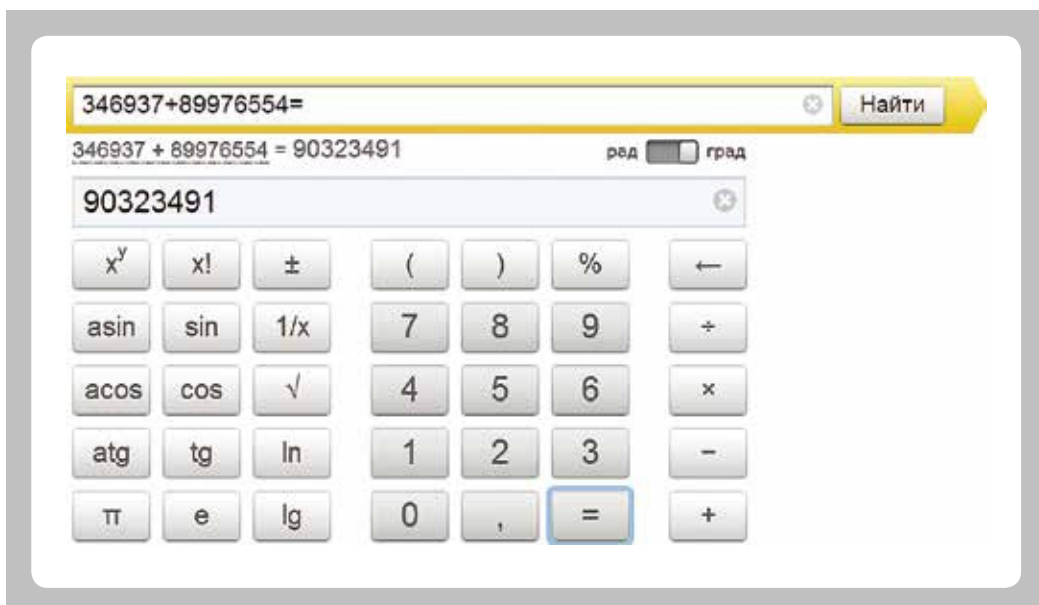 346937+89976554= Найти
346937 + 89976554 = 90323491 рад град
90323491
xʸ x! ± ( ) % ←
asin sin 1/x 7 8 9 ÷
acos cos √ 4 5 6 ×
atg tg ln 1 2 3 −
π e lg 0 , = +